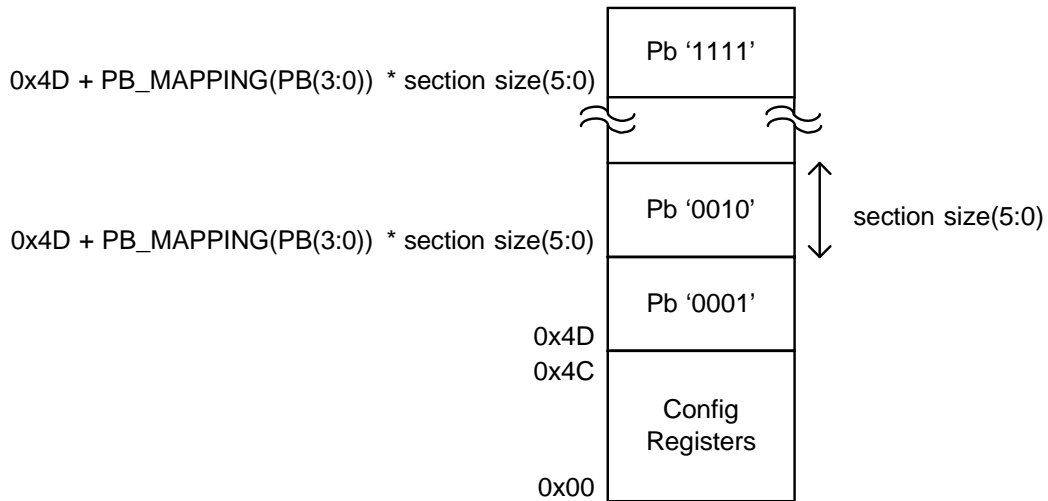 Pb ‘1111’
0x4D + PB_MAPPING(PB(3:0)) * section size(5:0)
Pb ‘0010’
section size(5:0)
0x4D + PB_MAPPING(PB(3:0)) * section size(5:0)
Pb ‘0001’
0x4D
0x4C
Config
Registers
0x00